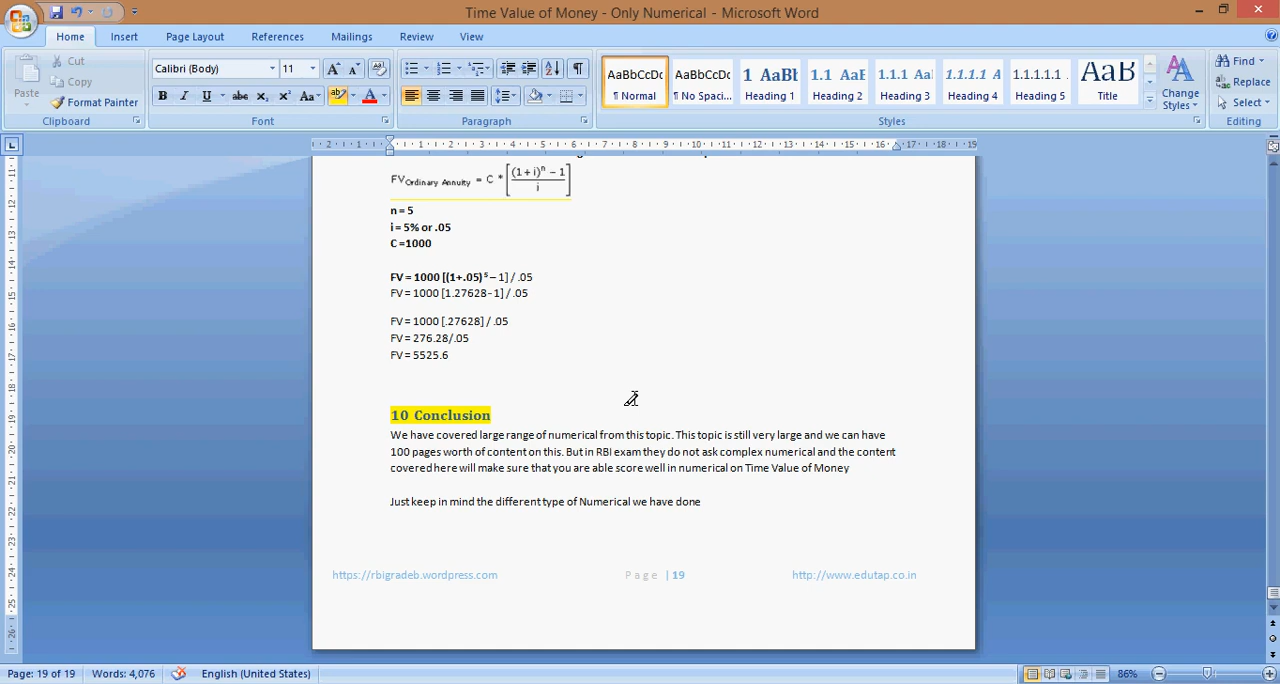 Time Value of Money - Only Numerical - Microsoft Word
Home Insert Page Layout References Mailings Review View
Paste
Cut
Copy
Format Painter
Clipboard
Calibri (Body) 11
Font
Paragraph
AaBbCcDc AaBbCcDc 1 AaBb 1.1 AaB 1.1.1 Aa 1.1.1.1 A 1.1.1.1.1 AaB
¶ Normal ¶ No Spaci... Heading 1 Heading 2 Heading 3 Heading 4 Heading 5 Title
Change Styles
Styles
Find
Replace
Select
Editing
FV Ordinary Annuity = C * [ (1 + i)ⁿ – 1 / i ]
n = 5
i = 5% or .05
C =1000
FV = 1000 [(1+.05)⁵ – 1] / .05
FV = 1000 [1.27628-1] / .05
FV = 1000 [.27628] / .05
FV = 276.28/.05
FV = 5525.6
10 Conclusion
We have covered large range of numerical from this topic. This topic is still very large and we can have
100 pages worth of content on this. But in RBI exam they do not ask complex numerical and the content
covered here will make sure that you are able score well in numerical on Time Value of Money
Just keep in mind the different type of Numerical we have done
https://rbigradeb.wordpress.com Page | 19 http://www.edutap.co.in
Page: 19 of 19 Words: 4,076 English (United States) 86%